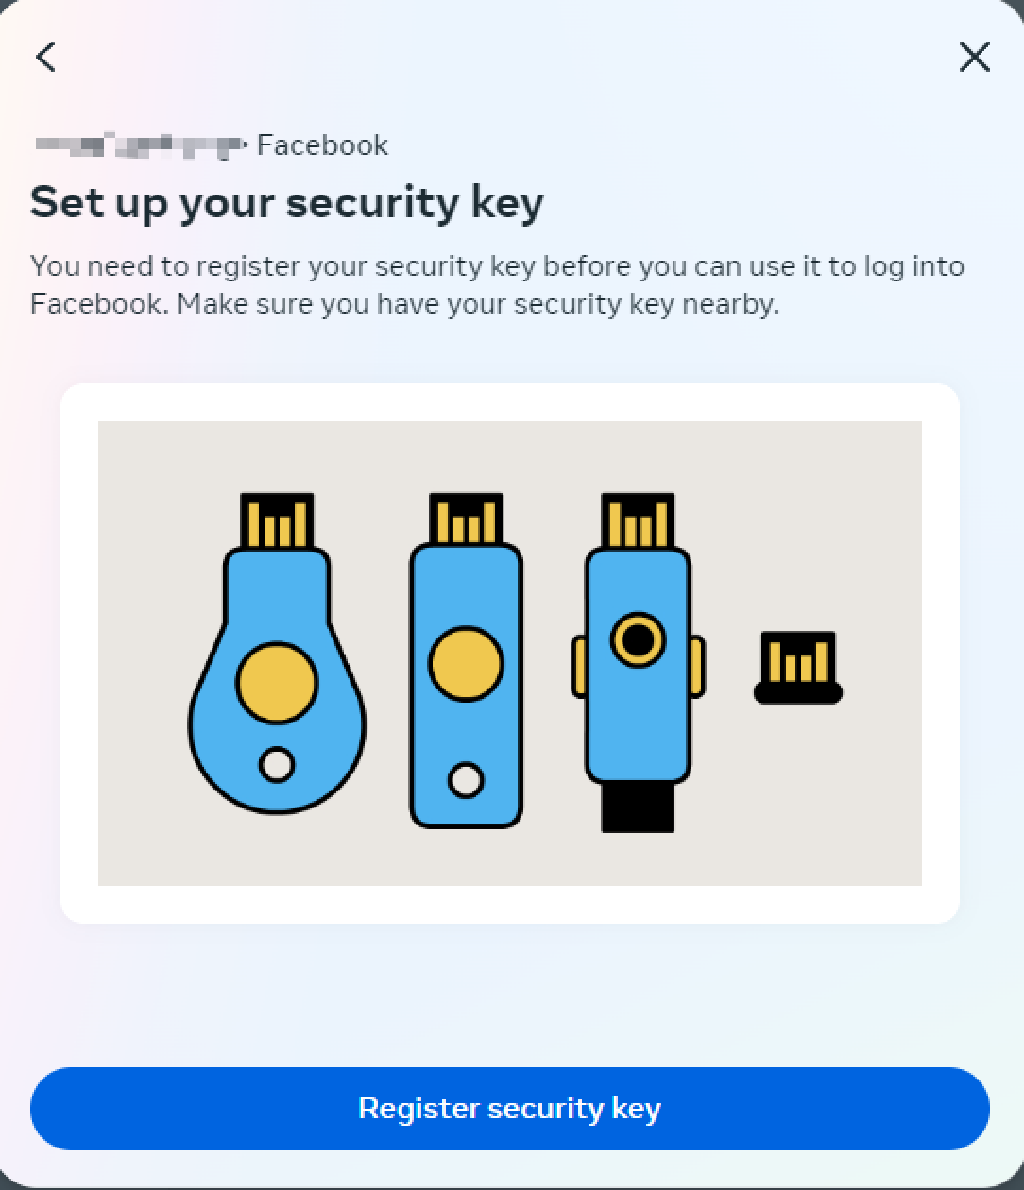 Facebook
Set up your security key
You need to register your security key before you can use it to log into
Facebook. Make sure you have your security key nearby.
Register security key